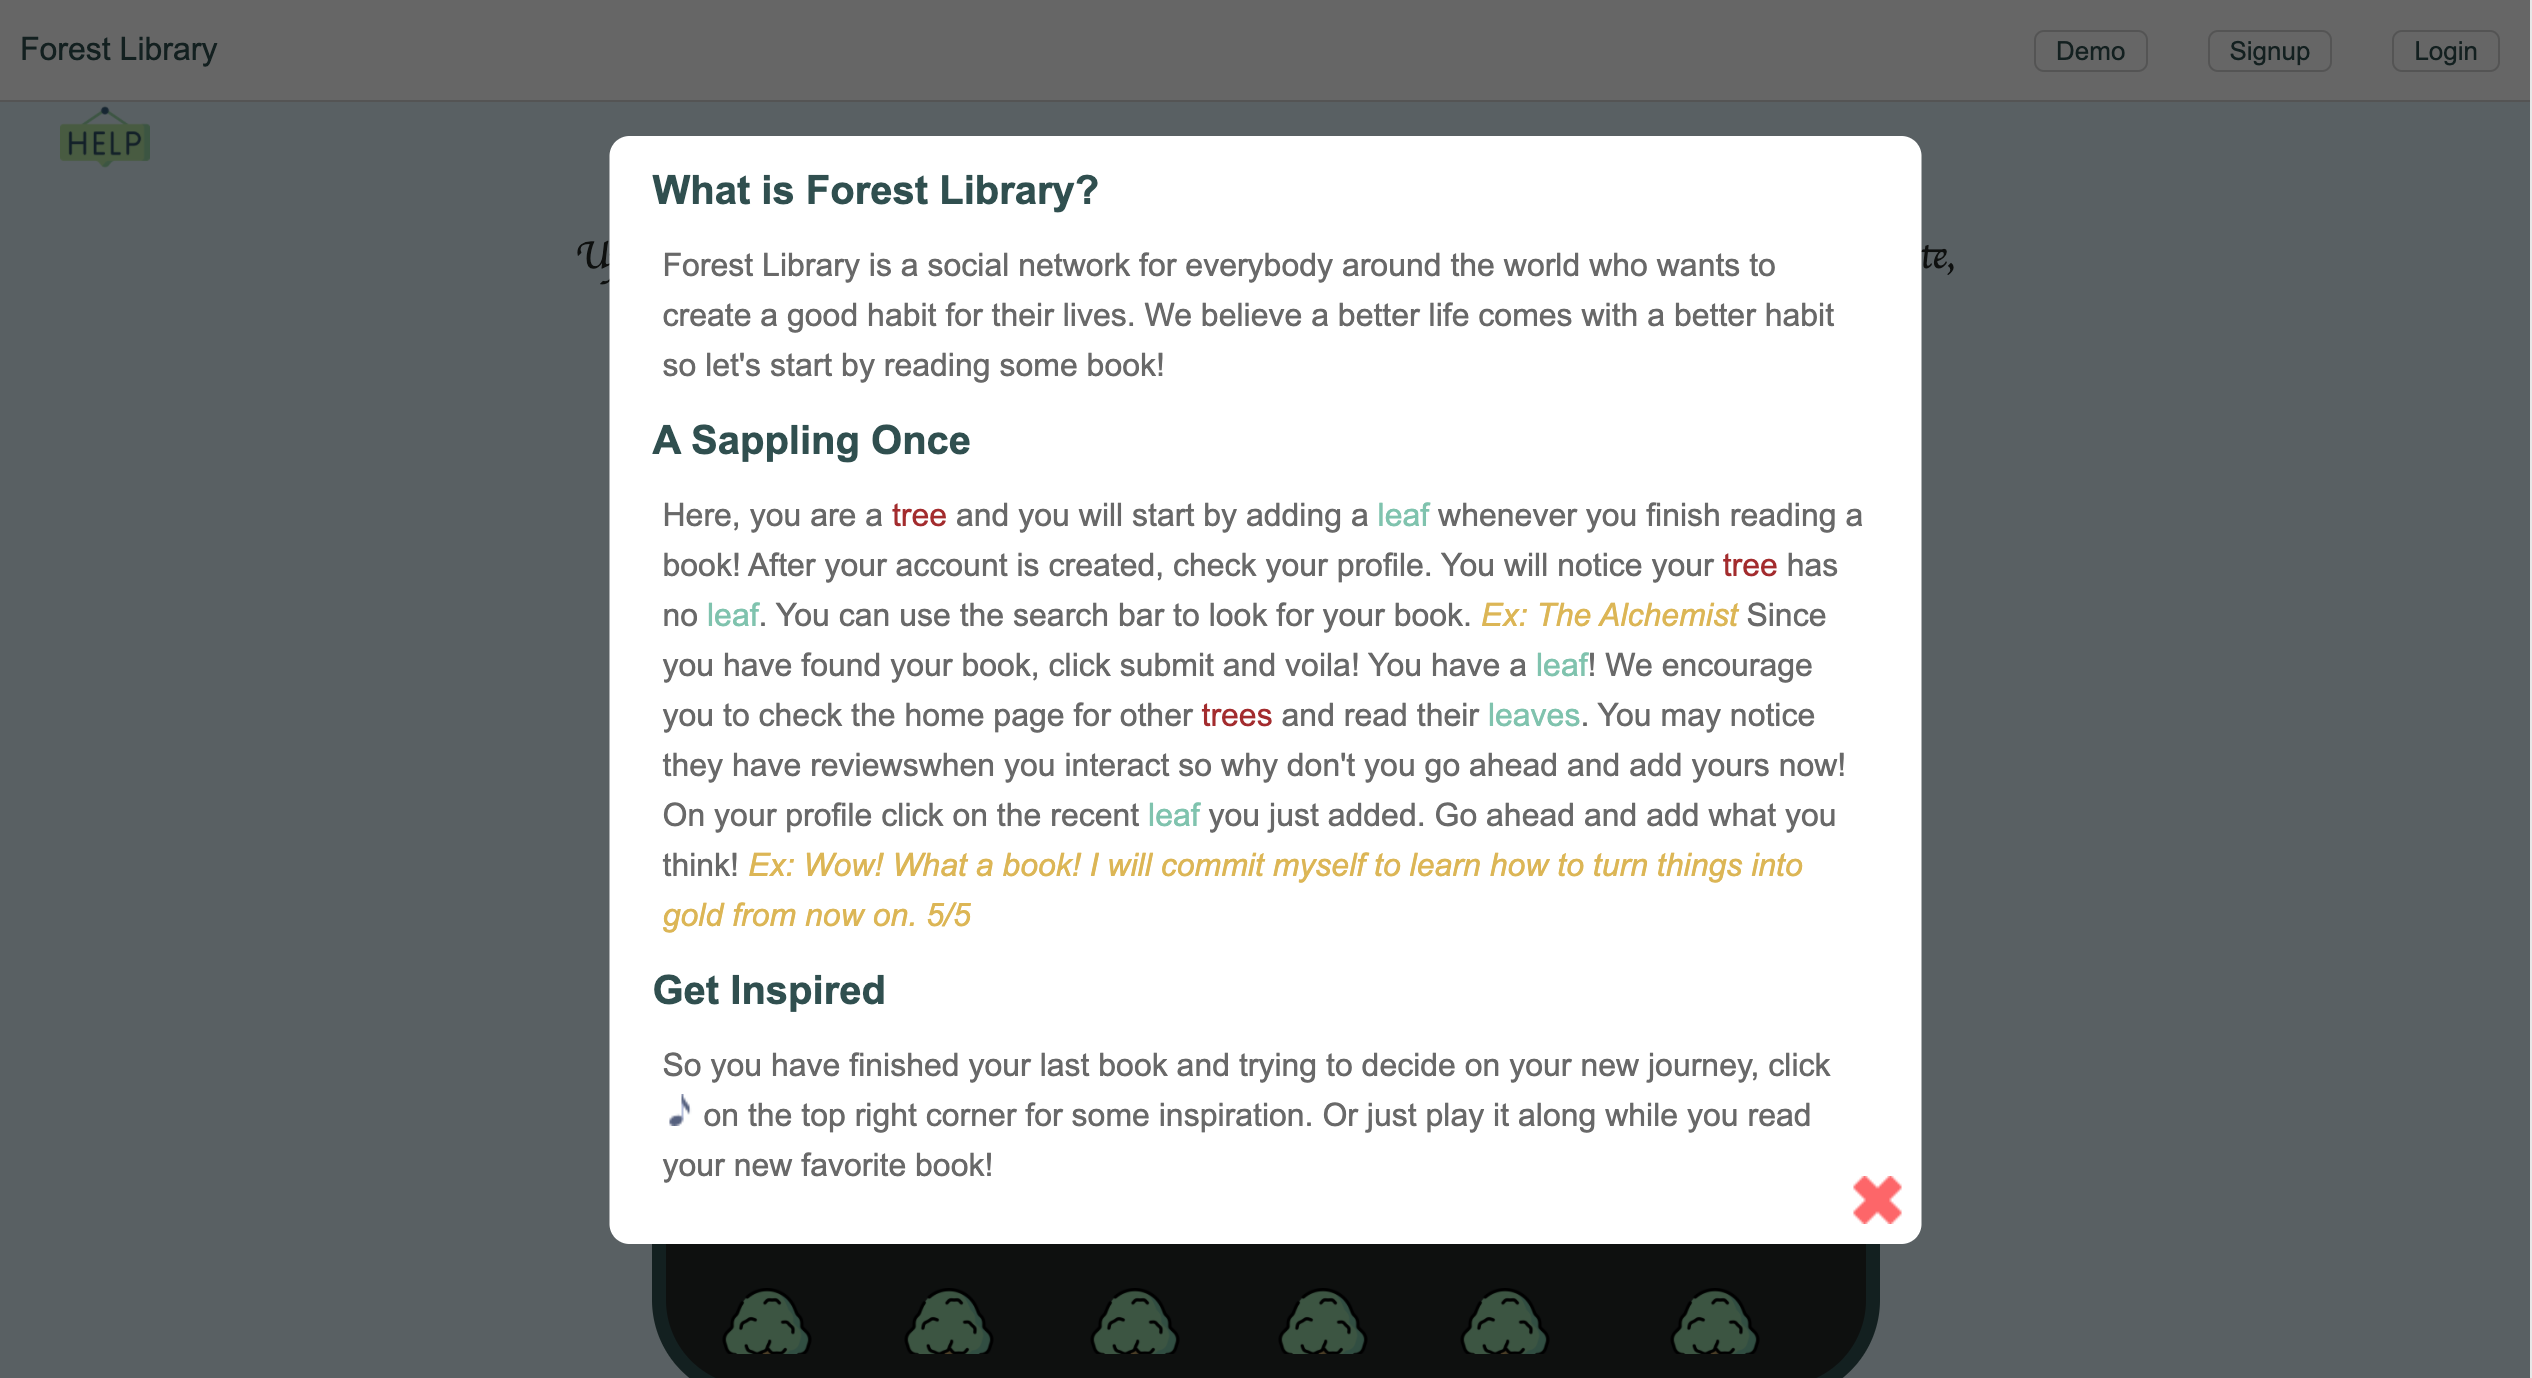 Forest Library
Demo
Signup
Login
HELP
What is Forest Library?
Forest Library is a social network for everybody around the world who wants to
create a good habit for their lives. We believe a better life comes with a better habit
so let's start by reading some book!
A Sappling Once
Here, you are a tree and you will start by adding a leaf whenever you finish reading a
book! After your account is created, check your profile. You will notice your tree has
no leaf. You can use the search bar to look for your book. Ex: The Alchemist Since
you have found your book, click submit and voila! You have a leaf! We encourage
you to check the home page for other trees and read their leaves. You may notice
they have reviewswhen you interact so why don't you go ahead and add yours now!
On your profile click on the recent leaf you just added. Go ahead and add what you
think! Ex: Wow! What a book! I will commit myself to learn how to turn things into
gold from now on. 5/5
Get Inspired
So you have finished your last book and trying to decide on your new journey, click
on the top right corner for some inspiration. Or just play it along while you read
your new favorite book!